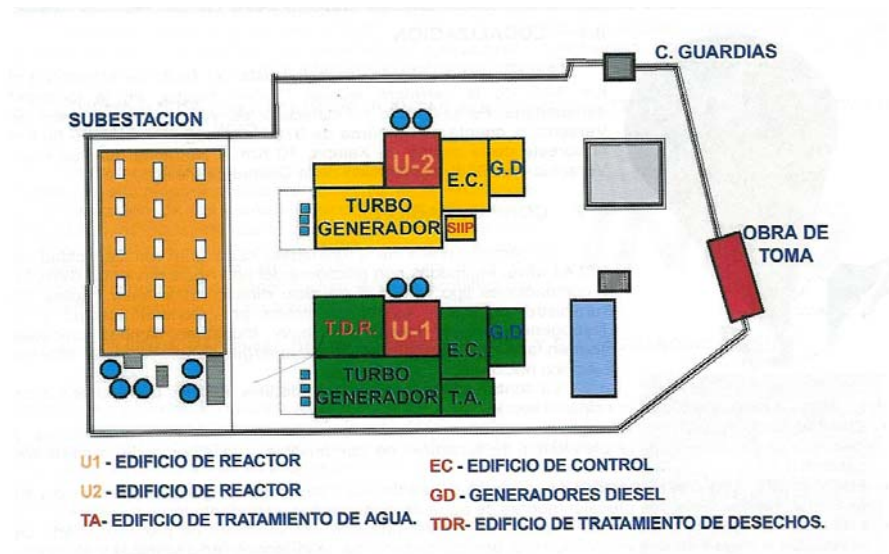 C. GUARDIAS
SUBESTACION
U-2
E.C.
G.D
TURBO
GENERADOR
SIIP
OBRA DE
TOMA
T.D.R.
U-1
E.C.
G.D
TURBO
GENERADOR
T.A.
U1 - EDIFICIO DE REACTOR
U2 - EDIFICIO DE REACTOR
TA- EDIFICIO DE TRATAMIENTO DE AGUA.
EC - EDIFICIO DE CONTROL
GD - GENERADORES DIESEL
TDR- EDIFICIO DE TRATAMIENTO DE DESECHOS.